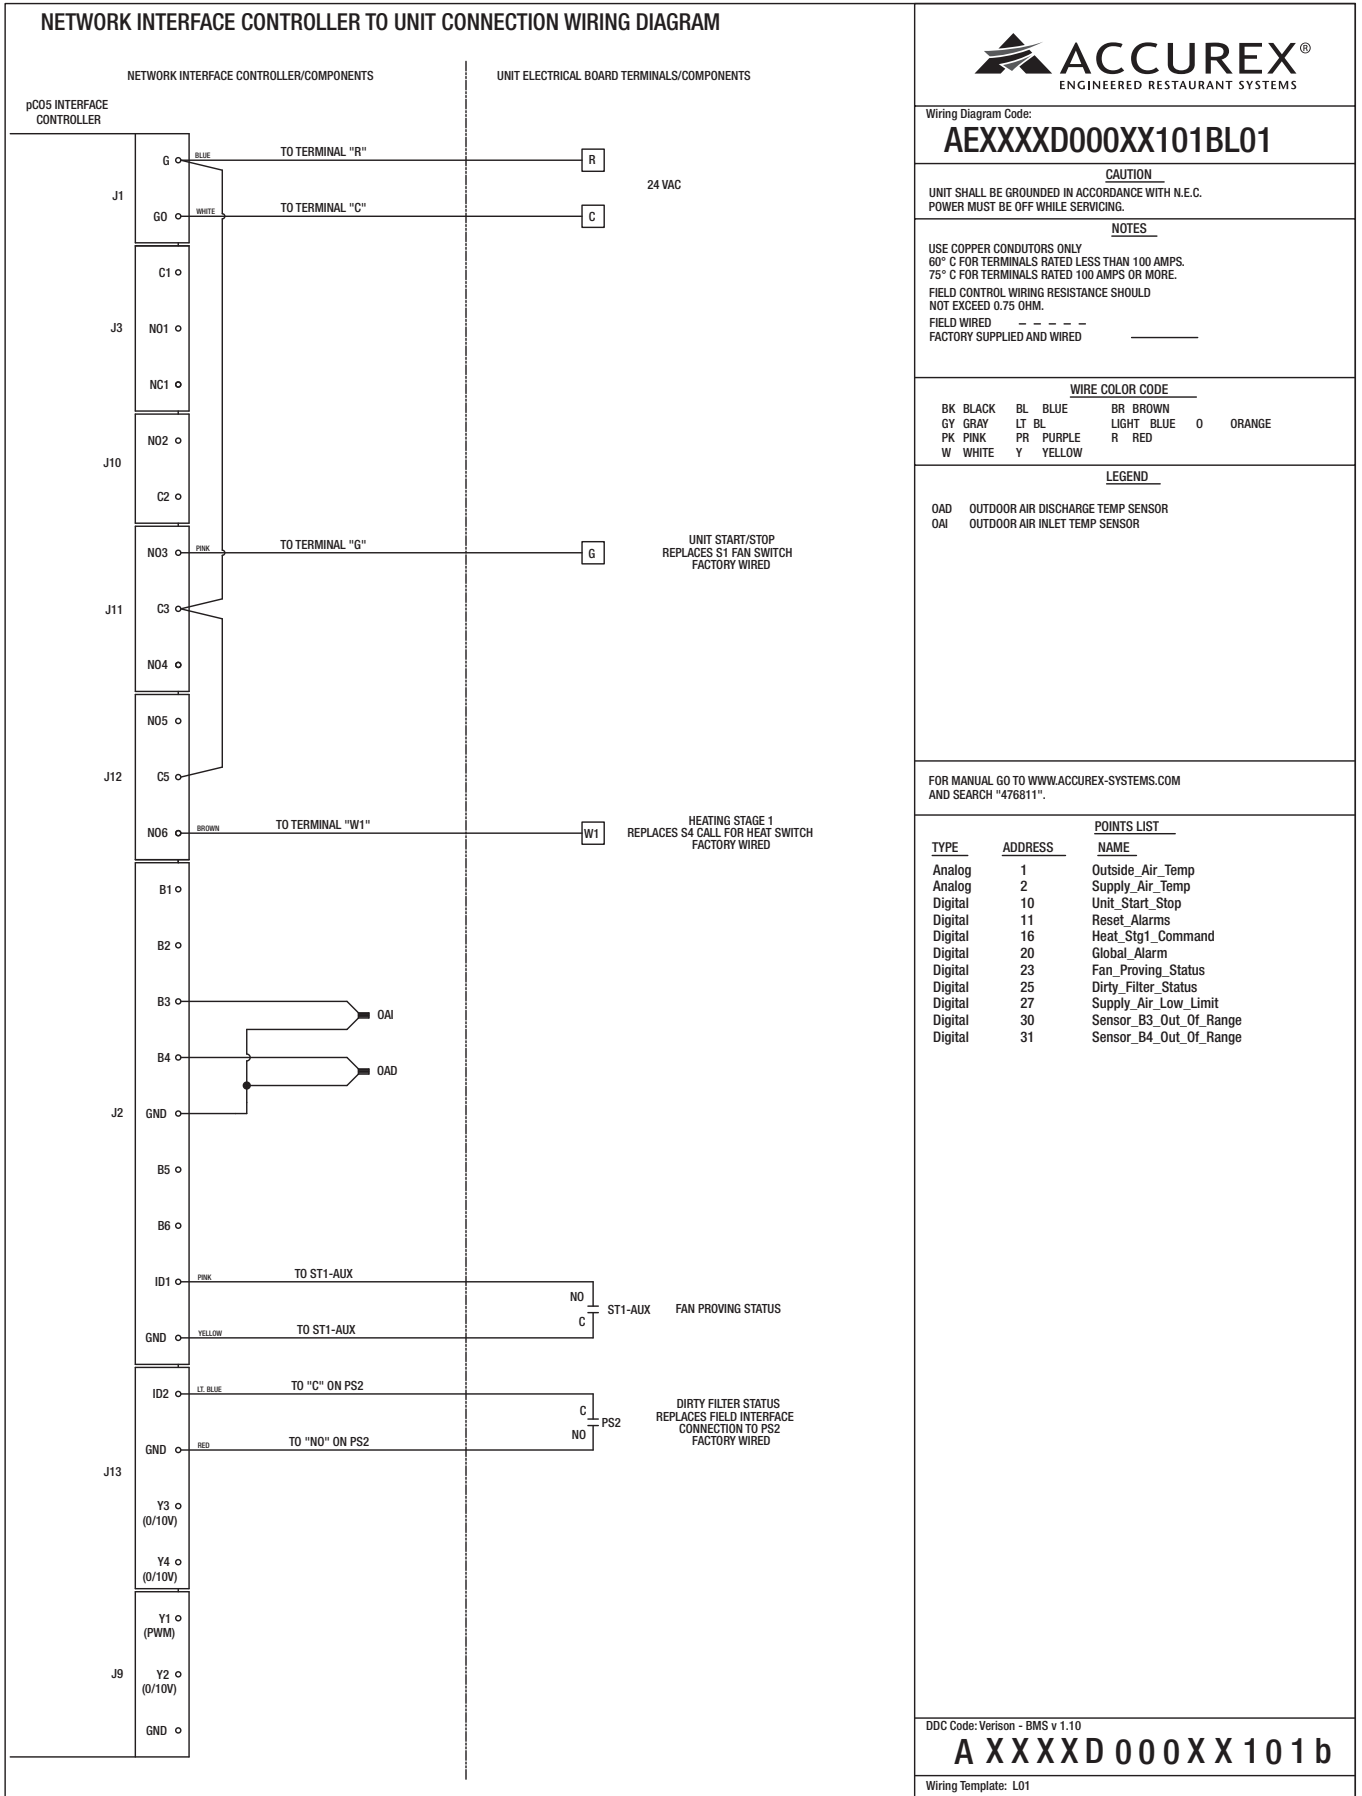 NETWORK INTERFACE CONTROLLER TO UNIT CONNECTION WIRING DIAGRAM
NETWORK INTERFACE CONTROLLER/COMPONENTS
UNIT ELECTRICAL BOARD TERMINALS/COMPONENTS
pCO5 INTERFACE
CONTROLLER
J1
G
BLUE
TO TERMINAL "R"
R
24 VAC
GO
WHITE
TO TERMINAL "C"
C
J3
C1
NO1
NC1
J10
NO2
C2
J11
NO3
PINK
TO TERMINAL "G"
G
UNIT START/STOP
REPLACES S1 FAN SWITCH
FACTORY WIRED
C3
NO4
J12
NO5
C5
NO6
BROWN
TO TERMINAL "W1"
W1
HEATING STAGE 1
REPLACES S4 CALL FOR HEAT SWITCH
FACTORY WIRED
J2
B1
B2
B3
OAI
B4
OAD
GND
B5
B6
ID1
PINK
TO ST1-AUX
NO
ST1-AUX
FAN PROVING STATUS
C
GND
YELLOW
TO ST1-AUX
J13
ID2
LT. BLUE
TO "C" ON PS2
C
PS2
NO
DIRTY FILTER STATUS
REPLACES FIELD INTERFACE
CONNECTION TO PS2
FACTORY WIRED
GND
RED
TO "NO" ON PS2
Y3
(0/10V)
Y4
(0/10V)
J9
Y1
(PWM)
Y2
(0/10V)
GND
ACCUREX®
ENGINEERED RESTAURANT SYSTEMS
Wiring Diagram Code:
AEXXXXD000XX101BL01
CAUTION
UNIT SHALL BE GROUNDED IN ACCORDANCE WITH N.E.C.
POWER MUST BE OFF WHILE SERVICING.
NOTES
USE COPPER CONDUTORS ONLY
60° C FOR TERMINALS RATED LESS THAN 100 AMPS.
75° C FOR TERMINALS RATED 100 AMPS OR MORE.
FIELD CONTROL WIRING RESISTANCE SHOULD
NOT EXCEED 0.75 OHM.
FIELD WIRED
FACTORY SUPPLIED AND WIRED
WIRE COLOR CODE
BK BLACK BL BLUE BR BROWN
GY GRAY LT BL LIGHT BLUE O ORANGE
PK PINK PR PURPLE R RED
W WHITE Y YELLOW
LEGEND
OAD OUTDOOR AIR DISCHARGE TEMP SENSOR
OAI OUTDOOR AIR INLET TEMP SENSOR
FOR MANUAL GO TO WWW.ACCUREX-SYSTEMS.COM
AND SEARCH "476811".
POINTS LIST
TYPE ADDRESS NAME
Analog 1 Outside_Air_Temp
Analog 2 Supply_Air_Temp
Digital 10 Unit_Start_Stop
Digital 11 Reset_Alarms
Digital 16 Heat_Stg1_Command
Digital 20 Global_Alarm
Digital 23 Fan_Proving_Status
Digital 25 Dirty_Filter_Status
Digital 27 Supply_Air_Low_Limit
Digital 30 Sensor_B3_Out_Of_Range
Digital 31 Sensor_B4_Out_Of_Range
DDC Code: Verison - BMS v 1.10
A XXXXD000XX101b
Wiring Template: L01